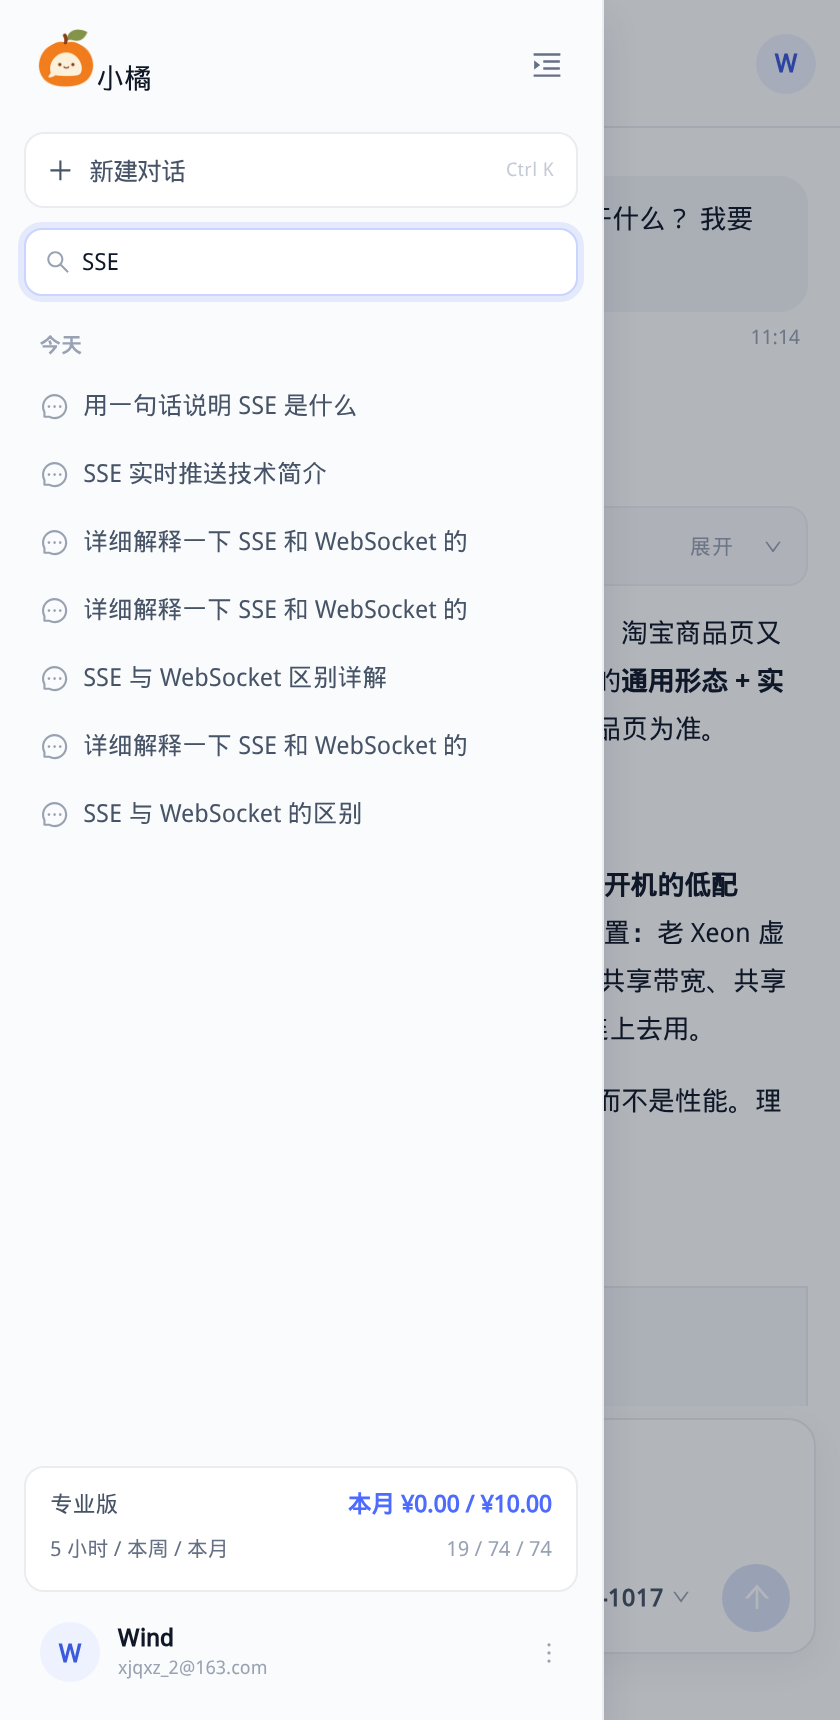 小橘
W
新建对话 Ctrl K
什么？ 我要
SSE
11:14
今天
用一句话说明 SSE 是什么
SSE 实时推送技术简介
详细解释一下 SSE 和 WebSocket 的
展开
详细解释一下 SSE 和 WebSocket 的
淘宝商品页又
SSE 与 WebSocket 区别详解
的通用形态 + 实
详细解释一下 SSE 和 WebSocket 的
品页为准。
SSE 与 WebSocket 的区别
开机的低配
置：老 Xeon 虚
共享带宽、共享
上去用。
而不是性能。理
专业版 本月 ¥0.00 / ¥10.00
5 小时 / 本周 / 本月 19 / 74 / 74
-1017
W
Wind
xjqxz_2@163.com